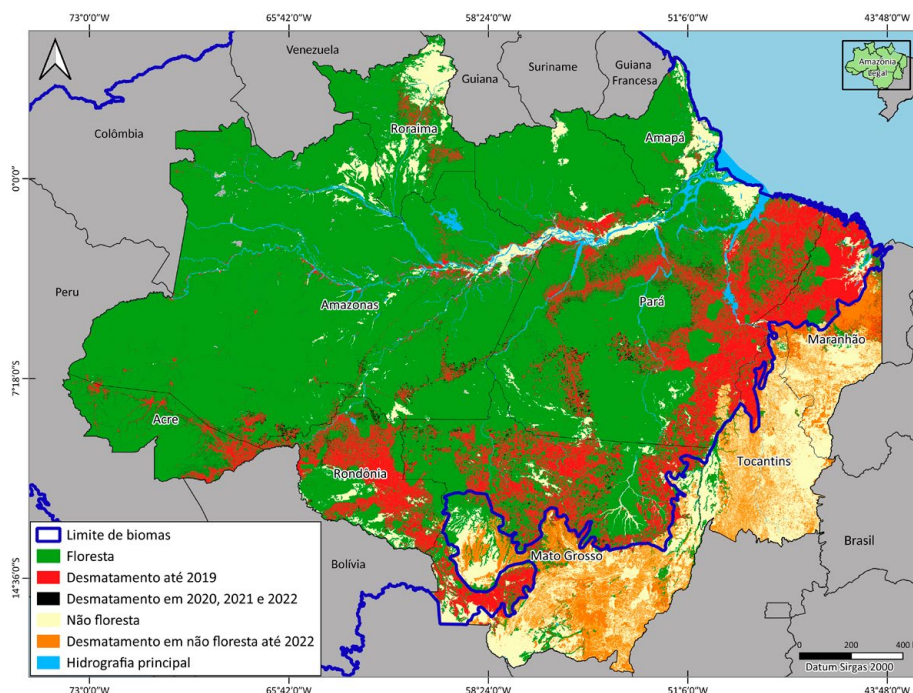 73°0'0"O 65°42'0"O 58°24'0"O 51°16'0"O 43°48'0"O
Venezuela
Suriname
Guiana
Guiana
Francesa
Amazônia
Legal
Colômbia
Roraima
Amapá
0°0'0"
Peru
Amazonas
Pará
Maranhão
7°18'0"S
Acre
Rondônia
Tocantins
Mato Grosso
Brasil
Bolívia
14°36'0"S
Limite de biomas
Floresta
Desmatamento até 2019
Desmatamento em 2020, 2021 e 2022
Não floresta
Desmatamento em não floresta até 2022
Hidrografia principal
0 200 400
Datum Sirgas 2000
73°0'0"O 65°42'0"O 58°24'0"O 51°16'0"O 43°48'0"O